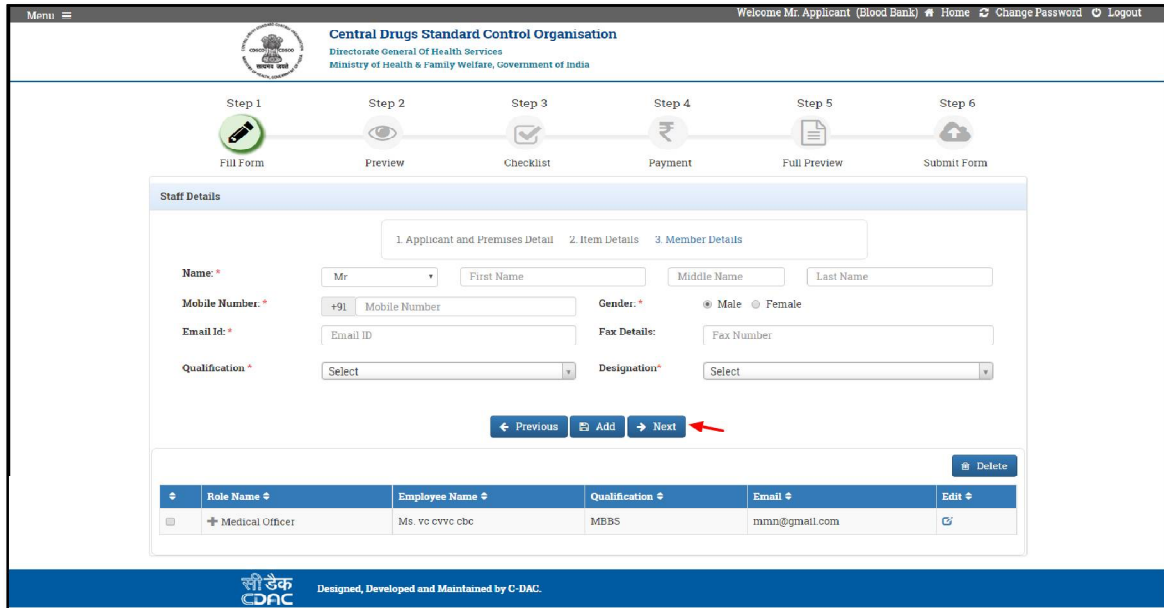 Menu
Welcome Mr. Applicant (Blood Bank) Home Change Password Logout
Central Drugs Standard Control Organisation
Directorate General Of Health Services
Ministry of Health & Family Welfare, Government of India
Step 1 Step 2 Step 3 Step 4 Step 5 Step 6
₹
Fill Form Preview Checklist Payment Full Preview Submit Form
Staff Details
1. Applicant and Premises Detail 2. Item Details 3. Member Details
Name: * Mr First Name Middle Name Last Name
Mobile Number: * +91 Mobile Number Gender: * Male Female
Email Id: * Email ID Fax Details: Fax Number
Qualification * Select Designation* Select
Previous Add Next
Delete
Role Name Employee Name Qualification Email Edit
Medical Officer Ms. vc cvvc cbc MBBS mmn@gmail.com
सी डैक
CDAC
Designed, Developed and Maintained by C-DAC.